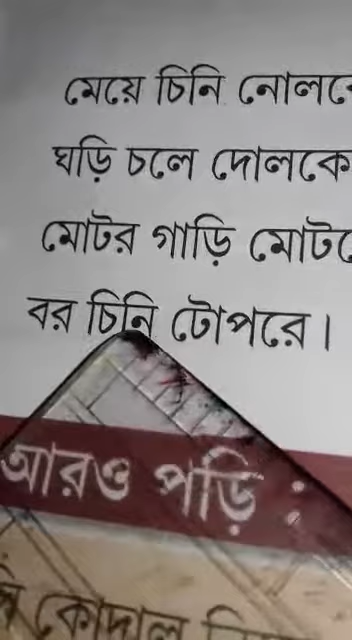 মেয়ে চিনি নোলকে
ঘড়ি চলে দোলকে
মোটর গাড়ি
বর চিনি টোপরে।
আরও পড়ি :
কোদাল